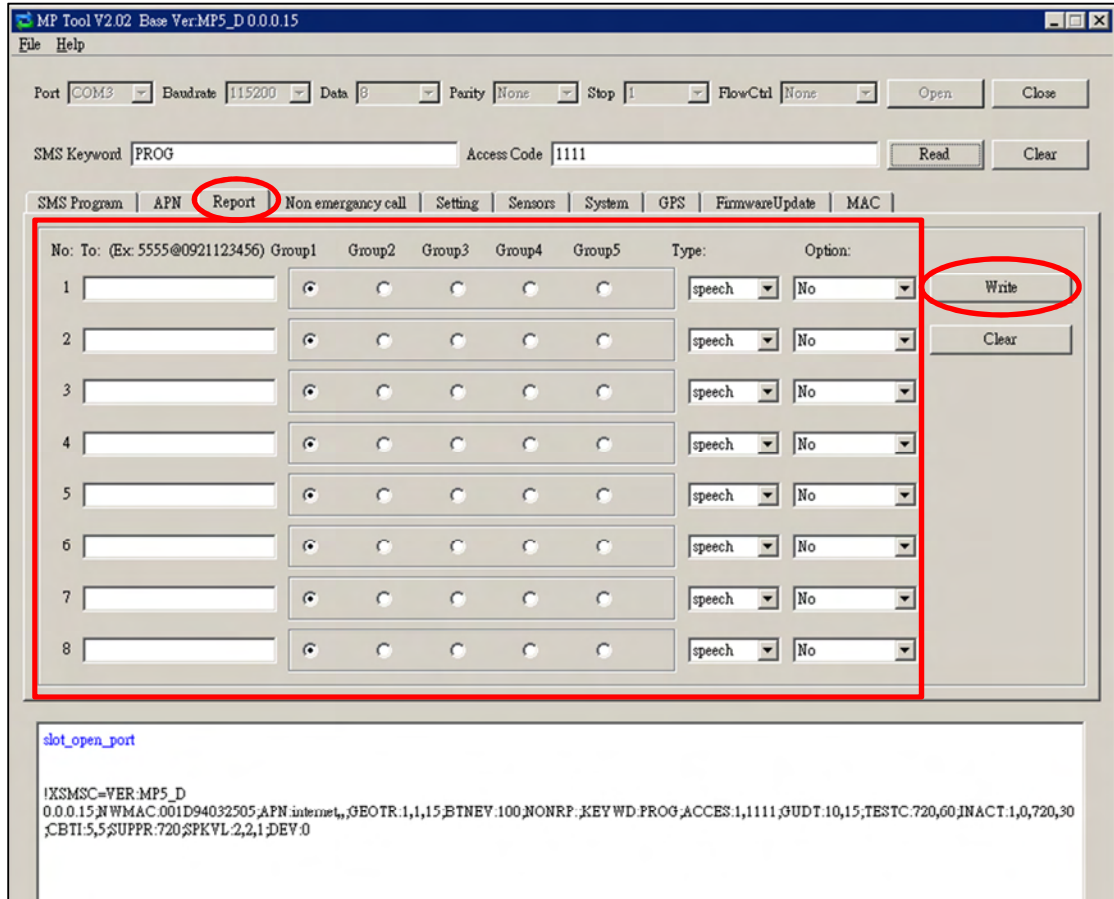 MP Tool V2.02 Base Ver:MP5_D 0.0.0.15
File Help
Port COM3 Baudrate 115200 Data 8 Parity None Stop 1 FlowCtrl None Open Close
SMS Keyword PROG Access Code 1111 Read Clear
SMS Program APN Report Non emergancy call Setting Sensors System GPS FirmwareUpdate MAC
No: To: (Ex: 5555@0921123456) Group1 Group2 Group3 Group4 Group5 Type: Option:
1 speech No Write
2 speech No Clear
3 speech No
4 speech No
5 speech No
6 speech No
7 speech No
8 speech No
slot_open_port
!XSMSC=VER:MP5_D
0.0.0.15;NWMAC:001D94032505;APN:internet,,;GEOTR:1,1,15;BTNEV:100;NONRP:;KEYWD:PROG;ACCES:1,1111;GUDT:10,15;TESTC:720,60;INACT:1,0,720,30
;CBTI:5,5;SUPPR:720;SPKVL:2,2,1;DEV:0